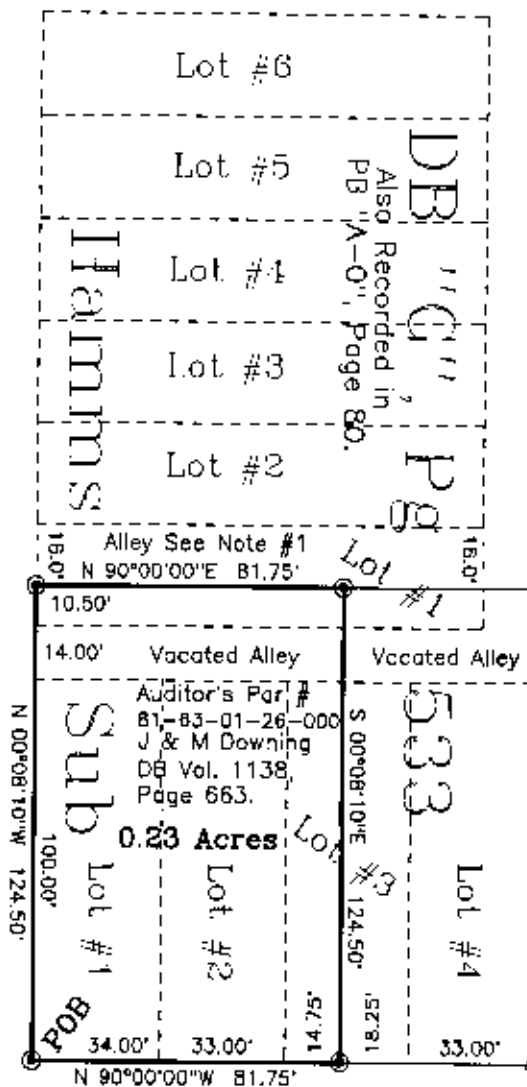 Lot #6
Lot #5
Lot #4
Lot #3
Lot #2
Hamms
Sub
DB "C", Pg
533
Also Recorded in
PB "A-0", Page 80.
Lot #1
Alley See Note #1
16.0'
16.0'
N 90°00'00"E 81.75'
10.50'
14.00'
Vacated Alley
Vacated Alley
Auditor's Par #
81-83-01-26-000
J & M Downing
DB Vol. 1138,
Page 663.
0.23 Acres
N 00°08'10"W 124.50'
100.00'
S 00°08'10"E 124.50'
Lot #1
Lot #2
Lot #3
Lot #4
POB
34.00'
33.00'
14.75'
18.25'
33.00'
N 90°00'00"W 81.75'